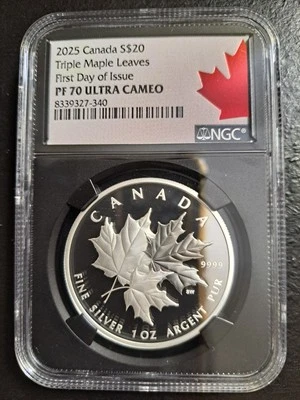 2025 Canada S$20
Triple Maple Leaves
First Day of Issue
PF 70 ULTRA CAMEO
8339327-340
NGC
CANADA
9999
FINE SILVER 1 OZ ARGENT PUR